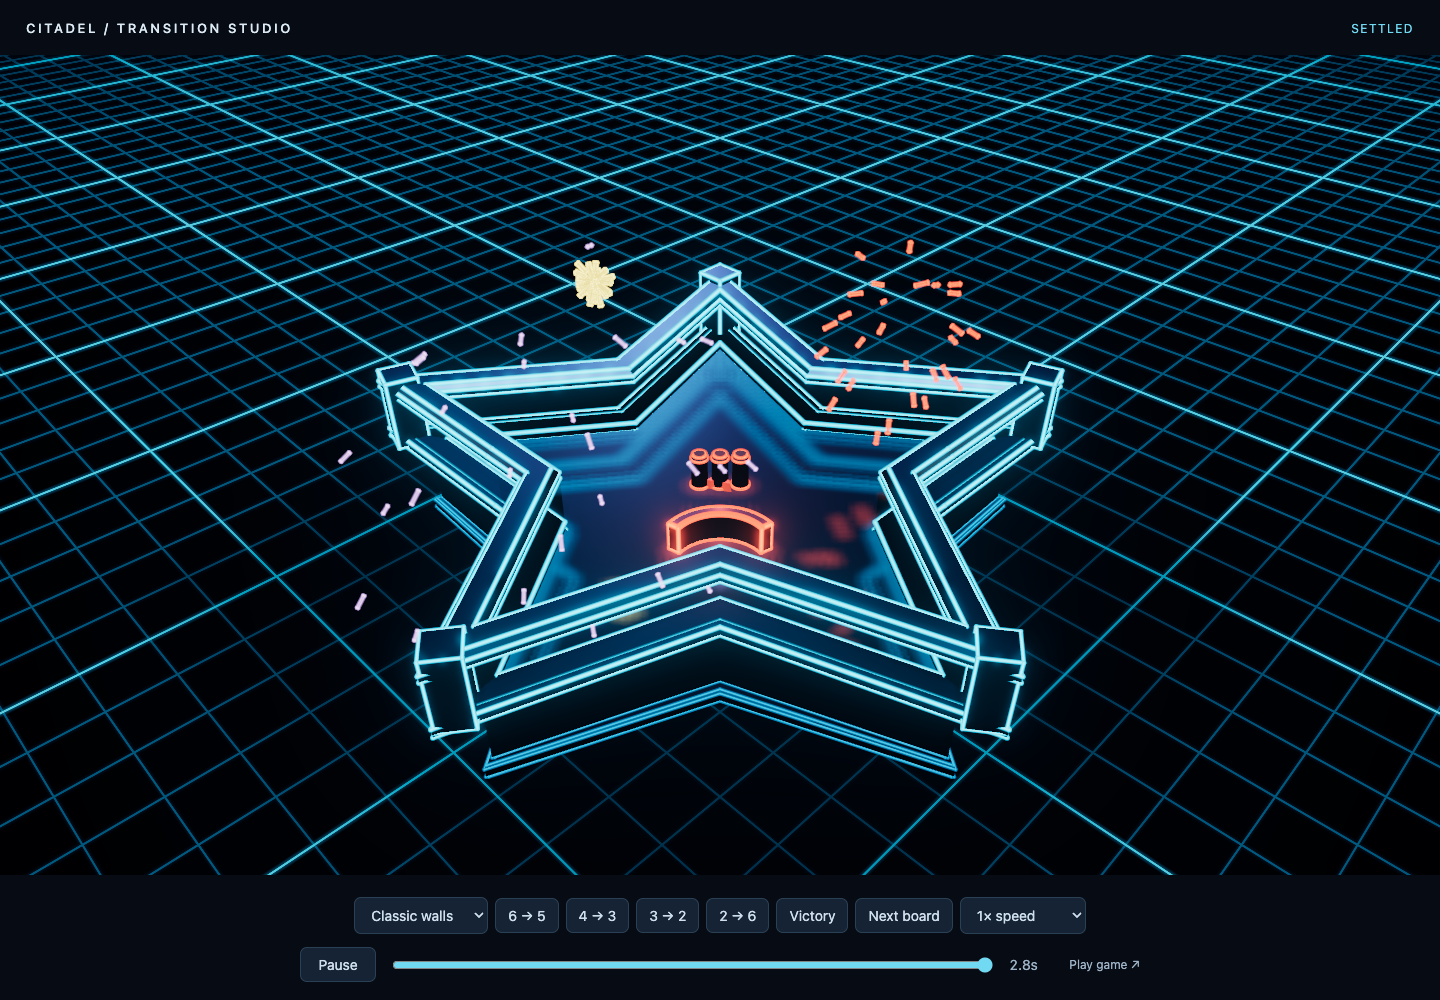 CITADEL / TRANSITION STUDIO
SETTLED
Classic walls
6 → 5
4 → 3
3 → 2
2 → 6
Victory
Next board
1× speed
Pause
2.8s
Play game ↗